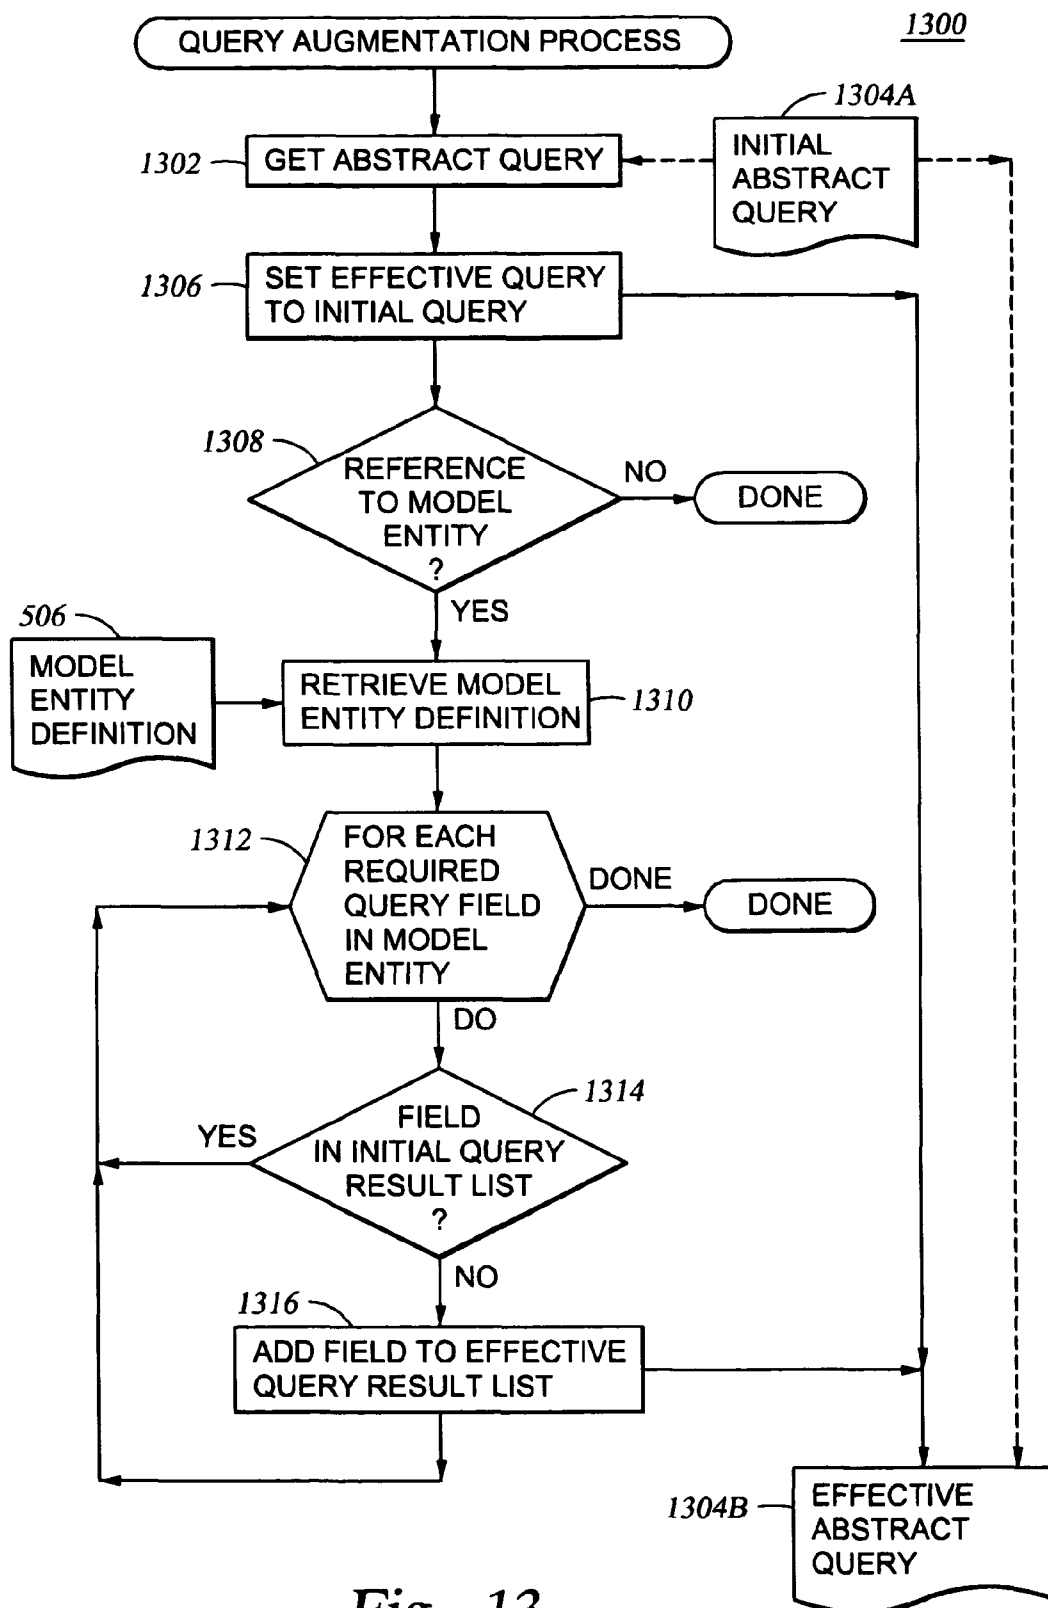 QUERY AUGMENTATION PROCESS
1300
1304A
1302
GET ABSTRACT QUERY
INITIAL
ABSTRACT
QUERY
1306
SET EFFECTIVE QUERY
TO INITIAL QUERY
1308
REFERENCE
TO MODEL
ENTITY
?
NO
DONE
YES
506
MODEL
ENTITY
DEFINITION
RETRIEVE MODEL
ENTITY DEFINITION
1310
1312
FOR EACH
REQUIRED
QUERY FIELD
IN MODEL
ENTITY
DONE
DONE
DO
1314
FIELD
IN INITIAL QUERY
RESULT LIST
?
YES
NO
1316
ADD FIELD TO EFFECTIVE
QUERY RESULT LIST
1304B
EFFECTIVE
ABSTRACT
QUERY
Fig. 13